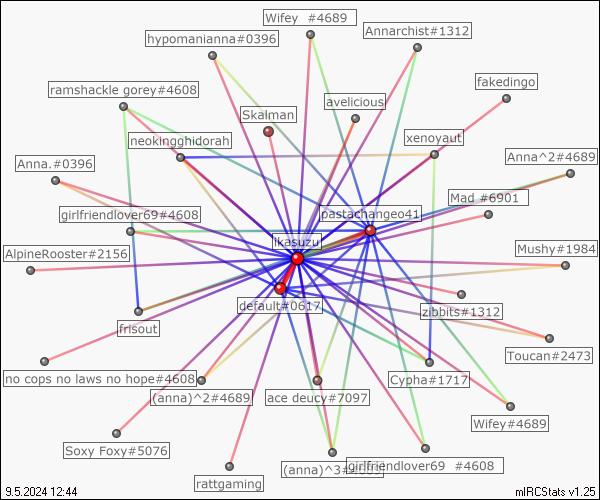 Wifey  #4689
Annarchist#1312
hypomanianna#0396
fakedingo
ramshackle gorey#4608
avelicious
Skalman
xenoyaut
neokingghidorah
Anna^2#4689
Anna.#0396
Mad #6901
girlfriendlover69#4608
pastachangeo41
likasuzu
AlpineRooster#2156
Mushy#1984
default#0617
zibbits#1312
frisout
Toucan#2473
no cops no laws no hope#4608
Cypha#1717
(anna)^2#4689
ace deucy#7097
Wifey#4689
Soxy Foxy#5076
(anna)^3#4689
girlfriendlover69  #4608
rattgaming
9.5.2024 12:44
mIRCStats v1.25